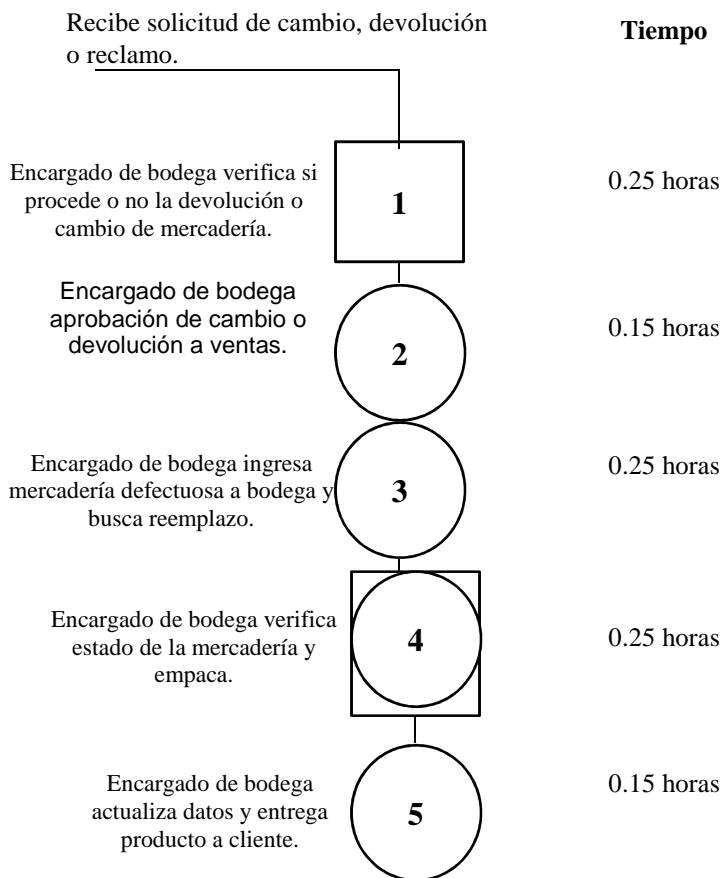 Recibe solicitud de cambio, devolución
o reclamo.
Tiempo
Encargado de bodega verifica si
procede o no la devolución o
cambio de mercadería.
1
0.25 horas
Encargado de bodega
aprobación de cambio o
devolución a ventas.
2
0.15 horas
Encargado de bodega ingresa
mercadería defectuosa a bodega y
busca reemplazo.
3
0.25 horas
Encargado de bodega verifica
estado de la mercadería y
empaca.
4
0.25 horas
Encargado de bodega
actualiza datos y entrega
producto a cliente.
5
0.15 horas